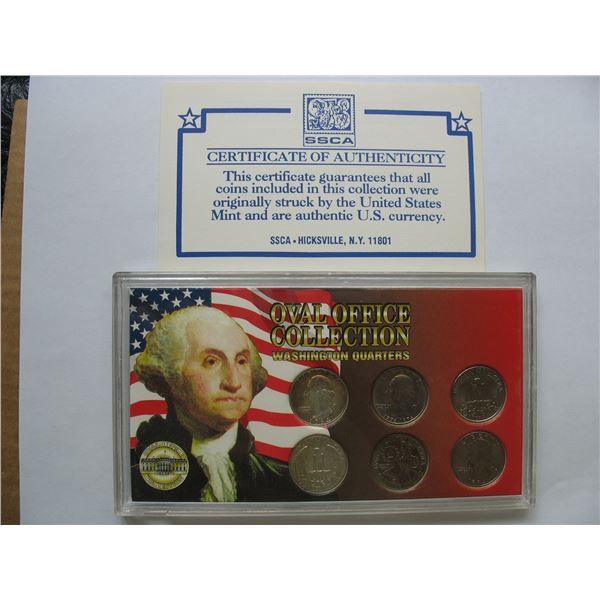 SSCA
CERTIFICATE OF AUTHENTICITY
This certificate guarantees that all
coins included in this collection were
originally struck by the United States
Mint and are authentic U.S. currency.
SSCA • HICKSVILLE, N.Y. 11801
OVAL OFFICE
COLLECTION
WASHINGTON QUARTERS